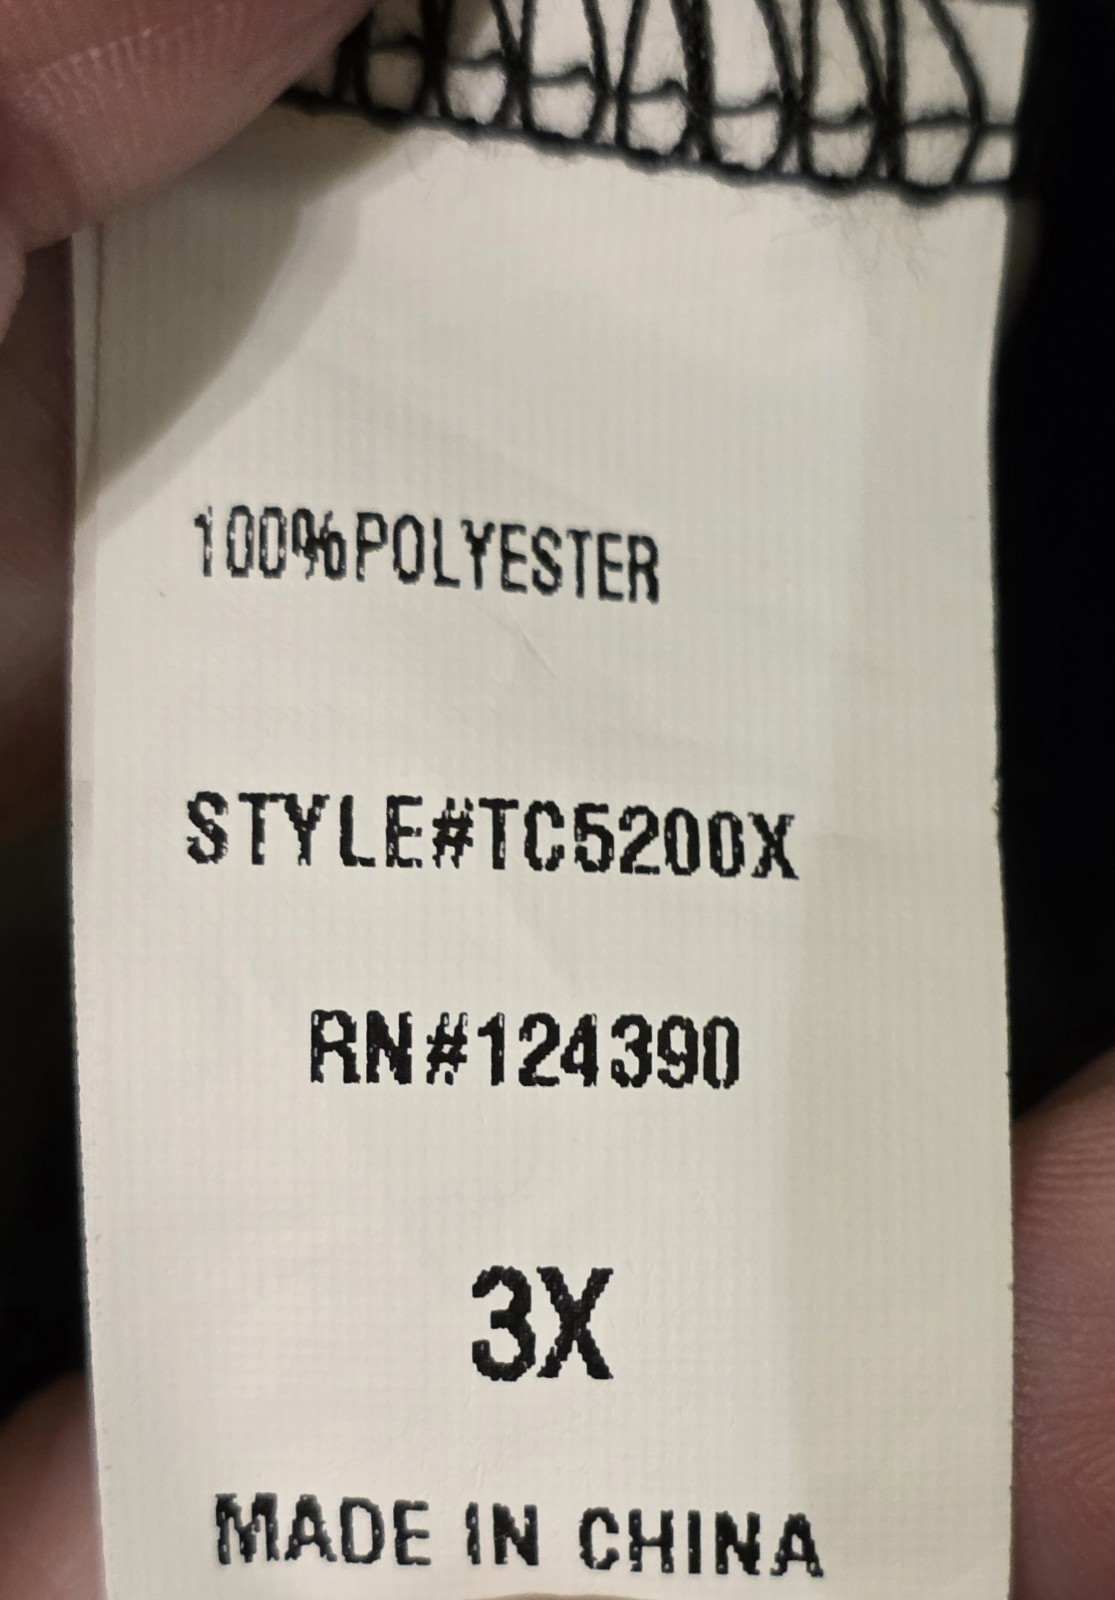 100%POLYESTER
STYLE#TC5200X
RN#124390
3X
MADE IN CHINA